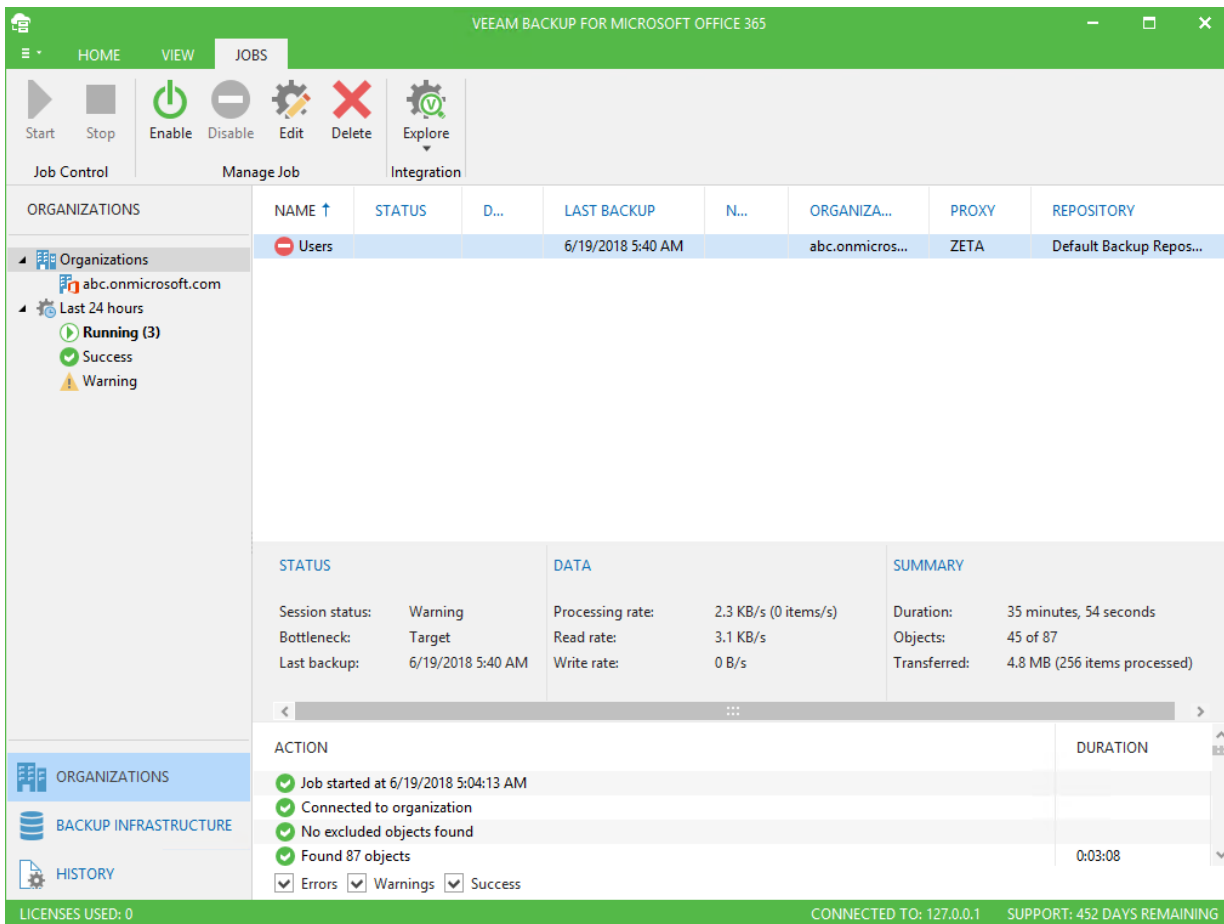 VEEAM BACKUP FOR MICROSOFT OFFICE 365
HOME VIEW JOBS
Start Stop Enable Disable Edit Delete Explore
Job Control Manage Job Integration
ORGANIZATIONS
Organizations
abc.onmicrosoft.com
Last 24 hours
Running (3)
Success
Warning
NAME ↑ STATUS D... LAST BACKUP N... ORGANIZA... PROXY REPOSITORY
Users 6/19/2018 5:40 AM abc.onmicros... ZETA Default Backup Repos...
STATUS DATA SUMMARY
Session status: Warning Processing rate: 2.3 KB/s (0 items/s) Duration: 35 minutes, 54 seconds
Bottleneck: Target Read rate: 3.1 KB/s Objects: 45 of 87
Last backup: 6/19/2018 5:40 AM Write rate: 0 B/s Transferred: 4.8 MB (256 items processed)
ACTION DURATION
Job started at 6/19/2018 5:04:13 AM
Connected to organization
No excluded objects found
Found 87 objects 0:03:08
Errors Warnings Success
ORGANIZATIONS
BACKUP INFRASTRUCTURE
HISTORY
LICENSES USED: 0 CONNECTED TO: 127.0.0.1 SUPPORT: 452 DAYS REMAINING